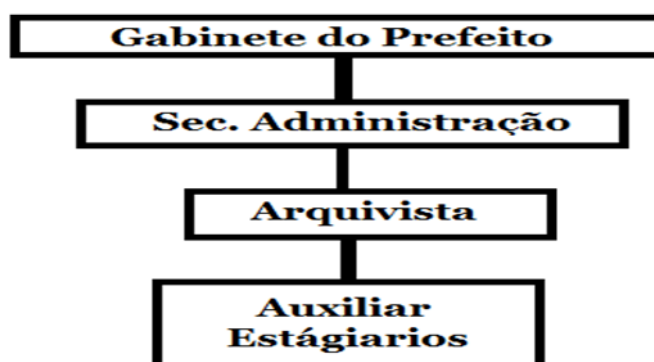 Gabinete do Prefeito
Sec. Administração
Arquivista
Auxiliar
Estágiarios